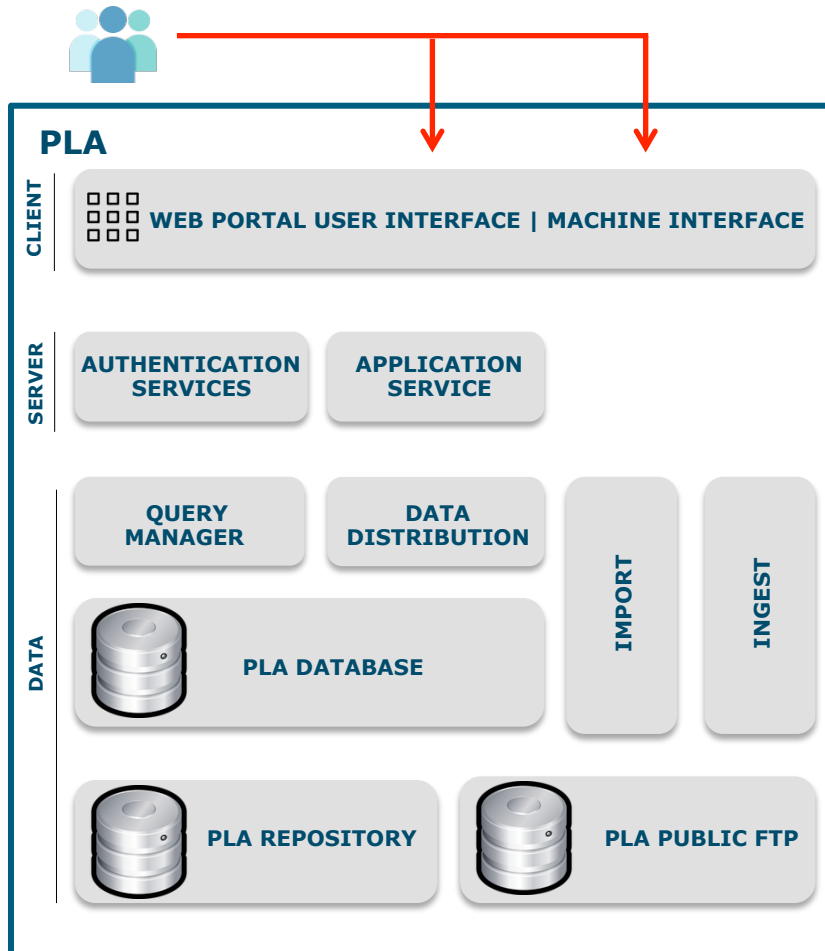 PLA
CLIENT
WEB PORTAL USER INTERFACE | MACHINE INTERFACE
SERVER
AUTHENTICATION
SERVICES
APPLICATION
SERVICE
DATA
QUERY
MANAGER
DATA
DISTRIBUTION
IMPORT
INGEST
PLA DATABASE
PLA REPOSITORY
PLA PUBLIC FTP